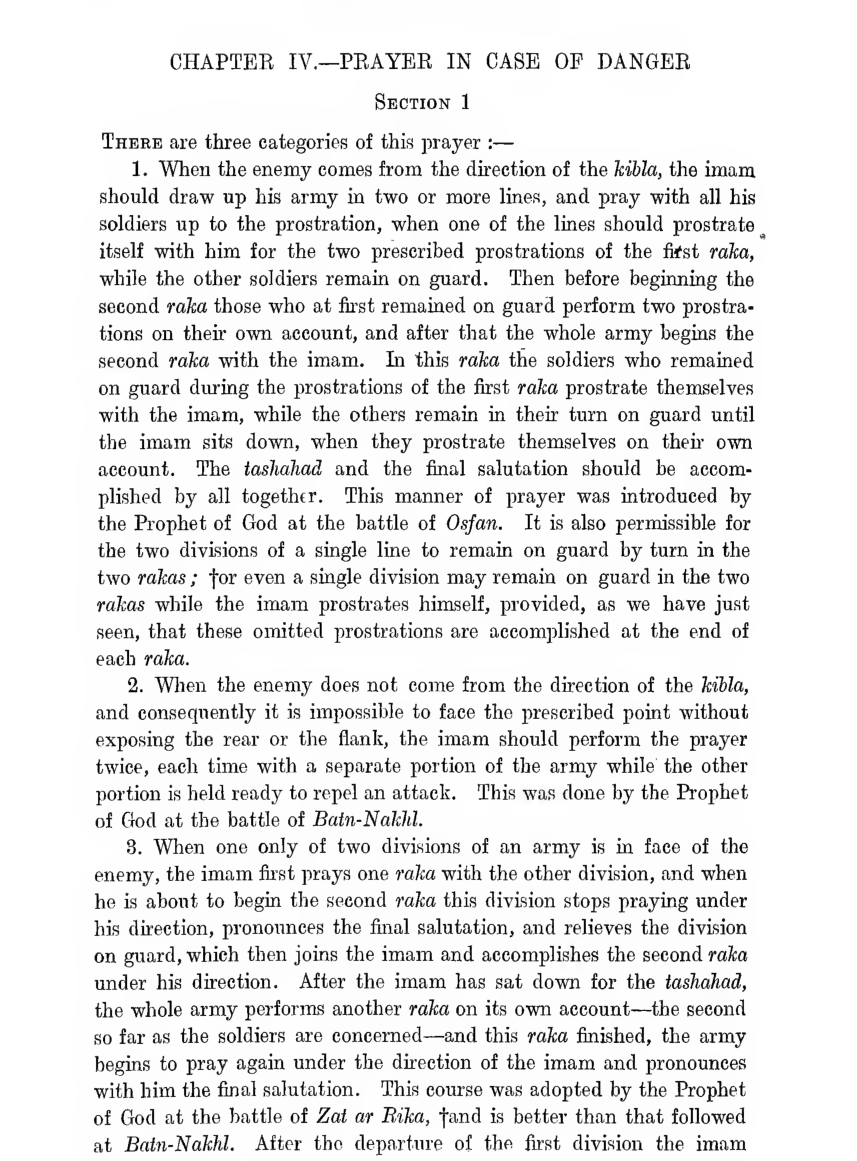 CHAPTER IV.—PRAYER IN CASE OF DANGER
SECTION 1
THERE are three categories of this prayer :—
1. When the enemy comes from the direction of the kibla, the imam
should draw up his army in two or more lines, and pray with all his
soldiers up to the prostration, when one of the lines should prostrate
itself with him for the two prescribed prostrations of the first raka,
while the other soldiers remain on guard. Then before beginning the
second raka those who at first remained on guard perform two prostra-
tions on their own account, and after that the whole army begins the
second raka with the imam. In this raka the soldiers who remained
on guard during the prostrations of the first raka prostrate themselves
with the imam, while the others remain in their turn on guard until
the imam sits down, when they prostrate themselves on their own
account. The tashahad and the final salutation should be accom-
plished by all together. This manner of prayer was introduced by
the Prophet of God at the battle of Osfan. It is also permissible for
the two divisions of a single line to remain on guard by turn in the
two rakas ; †or even a single division may remain on guard in the two
rakas while the imam prostrates himself, provided, as we have just
seen, that these omitted prostrations are accomplished at the end of
each raka.
2. When the enemy does not come from the direction of the kibla,
and consequently it is impossible to face the prescribed point without
exposing the rear or the flank, the imam should perform the prayer
twice, each time with a separate portion of the army while the other
portion is held ready to repel an attack. This was done by the Prophet
of God at the battle of Batn-Nakhl.
3. When one only of two divisions of an army is in face of the
enemy, the imam first prays one raka with the other division, and when
he is about to begin the second raka this division stops praying under
his direction, pronounces the final salutation, and relieves the division
on guard, which then joins the imam and accomplishes the second raka
under his direction. After the imam has sat down for the tashahad,
the whole army performs another raka on its own account—the second
so far as the soldiers are concerned—and this raka finished, the army
begins to pray again under the direction of the imam and pronounces
with him the final salutation. This course was adopted by the Prophet
of God at the battle of Zat ar Rika, †and is better than that followed
at Batn-Nakhl. After the departure of the first division the imam